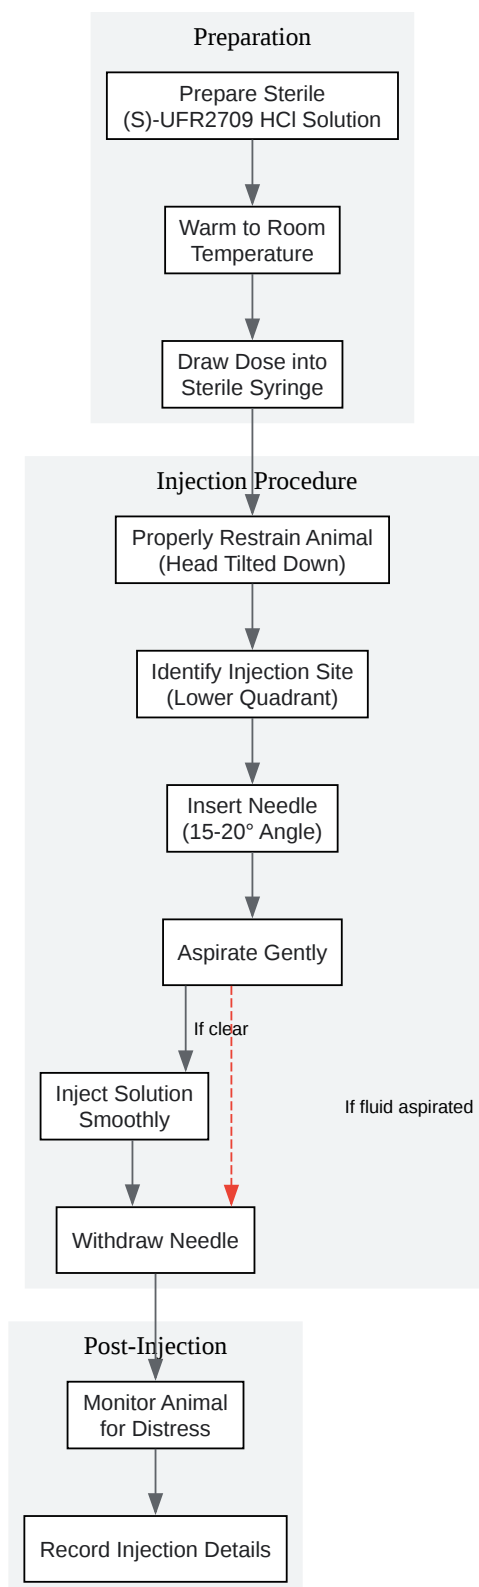 Preparation
Prepare Sterile
(S)-UFR2709 HCl Solution
Warm to Room
Temperature
Draw Dose into
Sterile Syringe
Injection Procedure
Properly Restrain Animal
(Head Tilted Down)
Identify Injection Site
(Lower Quadrant)
Insert Needle
(15-20° Angle)
Aspirate Gently
If clear
Inject Solution
Smoothly
If fluid aspirated
Withdraw Needle
Post-Injection
Monitor Animal
for Distress
Record Injection Details